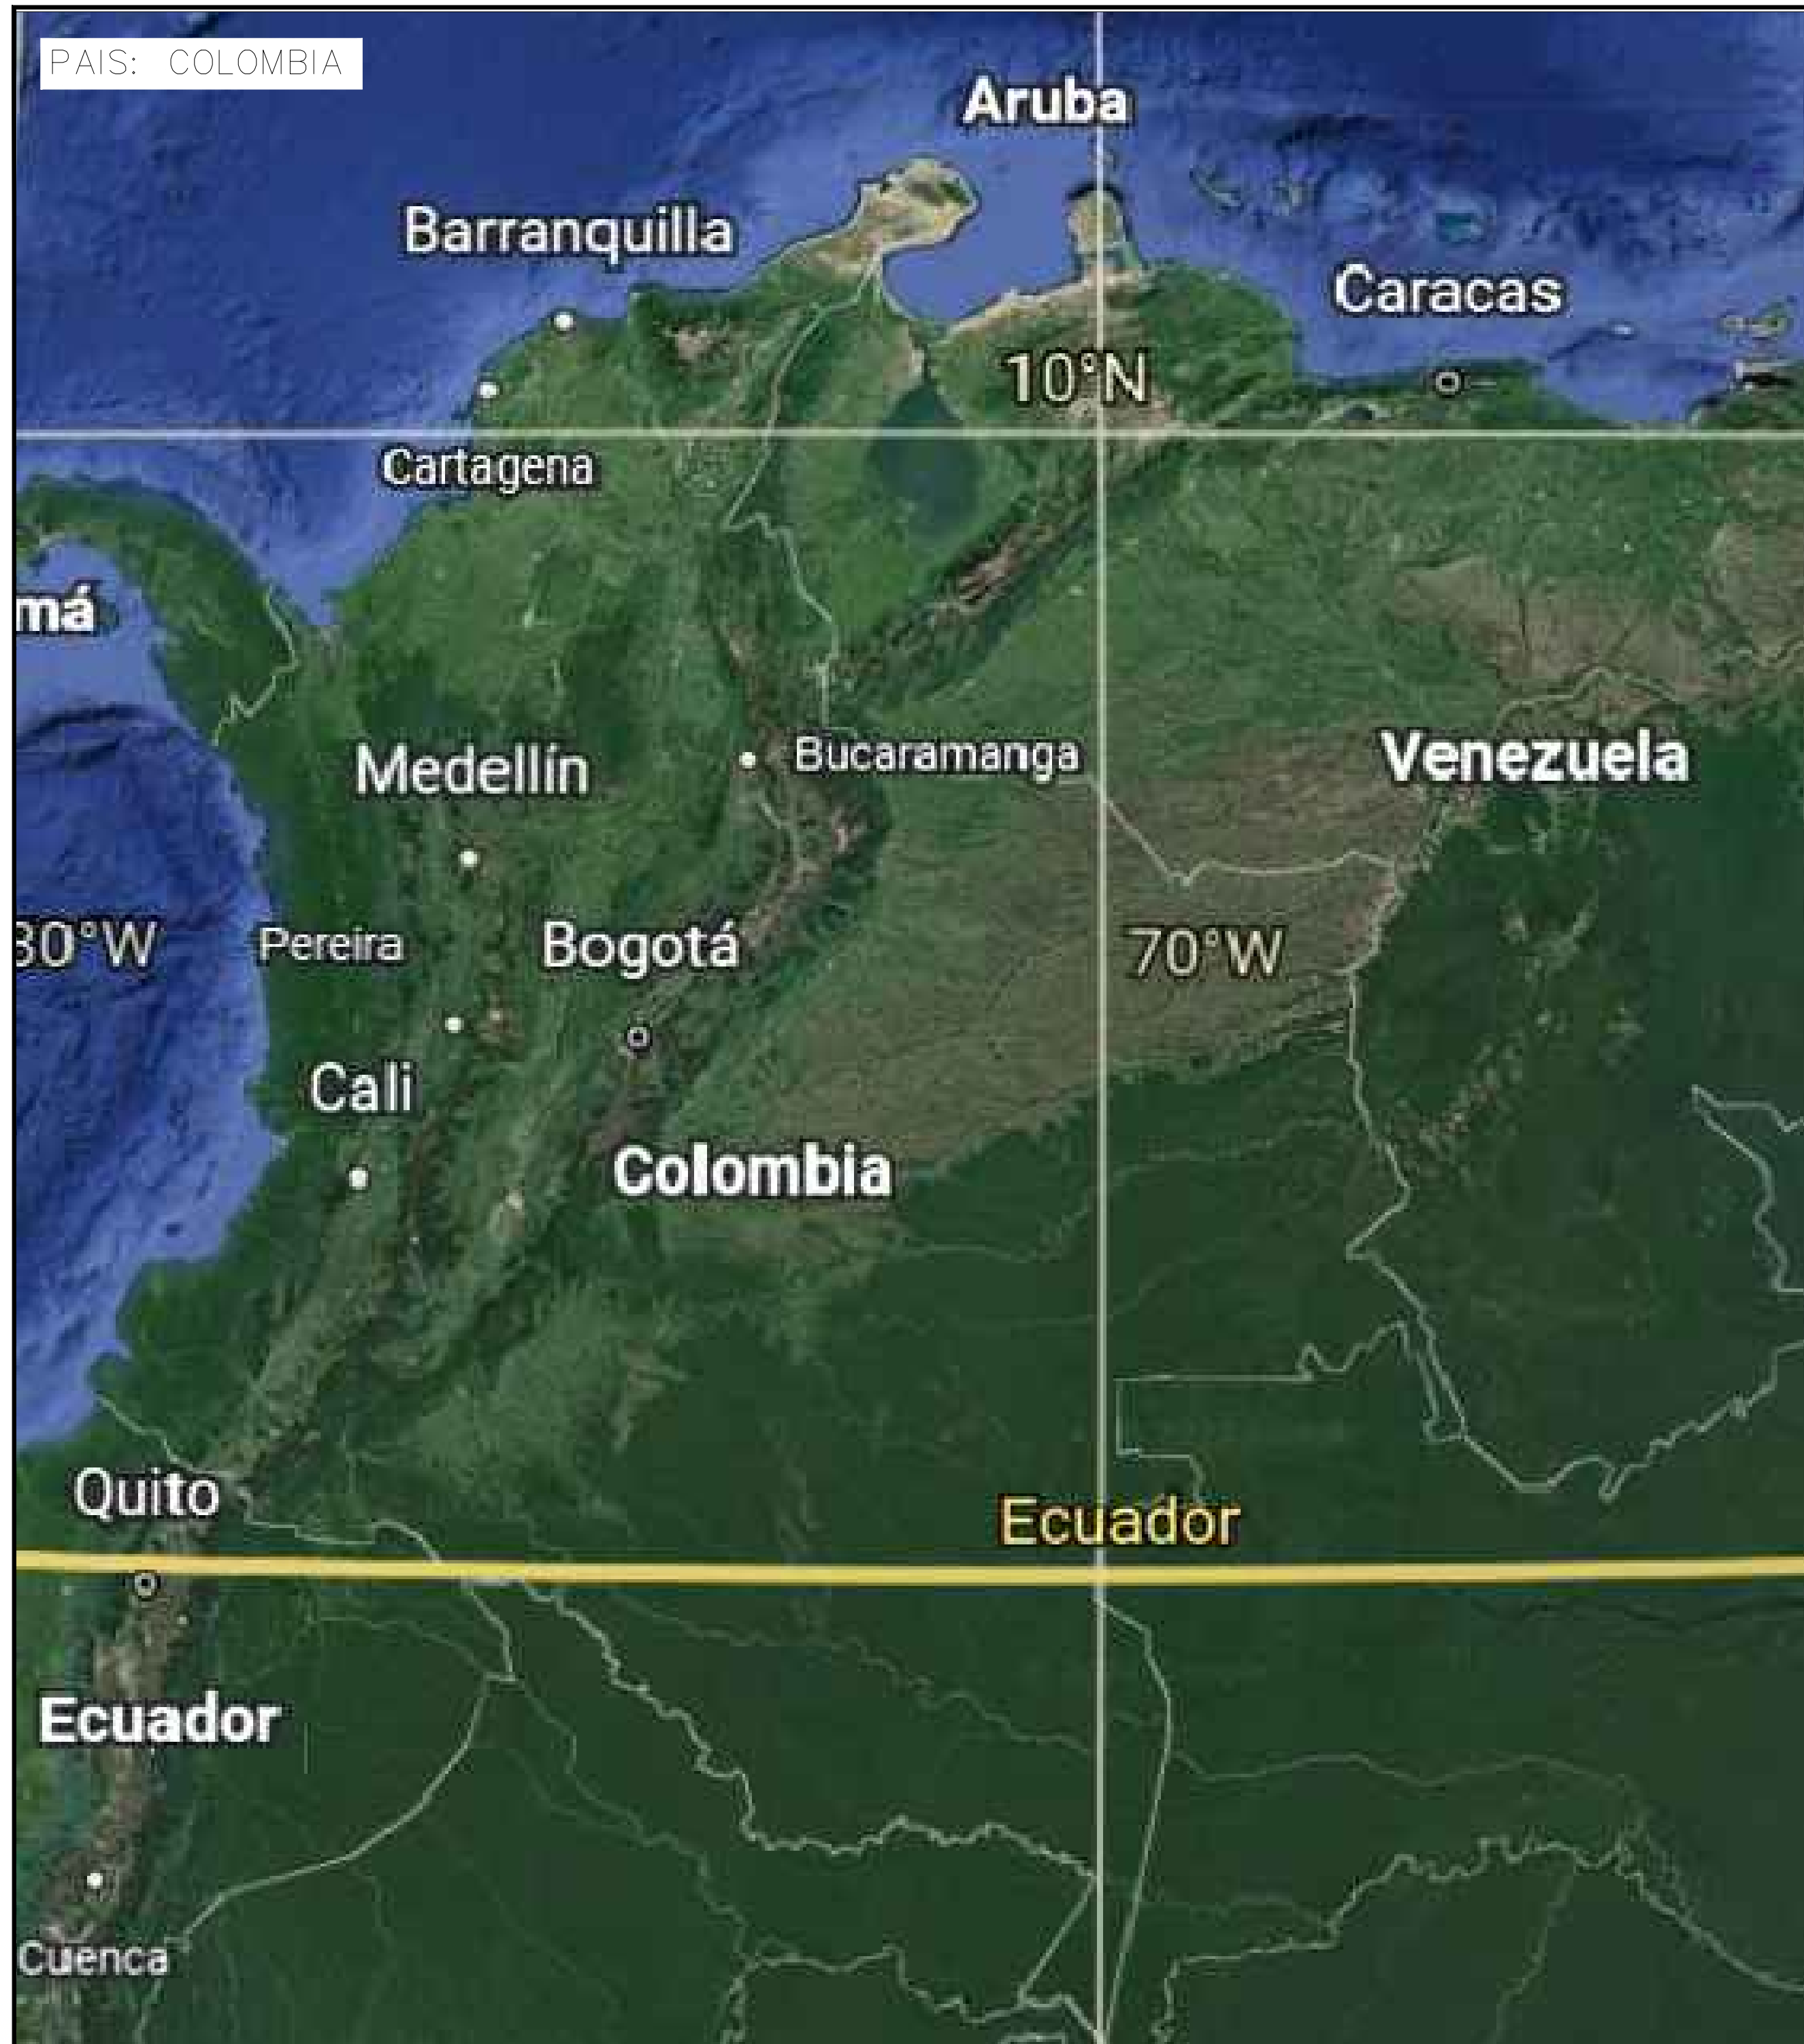 PAIS: COLOMBIA
Aruba
Barranquilla
Caracas
10°N
Cartagena
má
Medellín
Bucaramanga
Venezuela
80°W
Pereira
Bogotá
70°W
Cali
Colombia
Quito
Ecuador
Ecuador
Cuenca